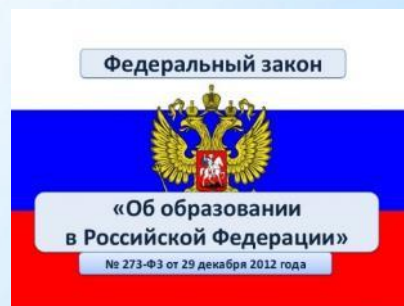 Федеральный закон
«Об образовании
в Российской Федерации»
№ 273-ФЗ от 29 декабря 2012 года